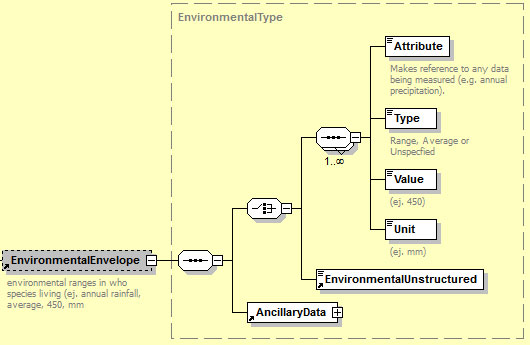 EnvironmentalType
Attribute
Makes reference to any data
being measured (e.g. annual
precipitation).
Type
Range, Average or
Unspecfied
1..∞
Value
(ej. 450)
Unit
(ej. mm)
EnvironmentalEnvelope
environmental ranges in who
species living (ej. annual rainfall,
average, 450, mm
EnvironmentalUnstructured
AncillaryData